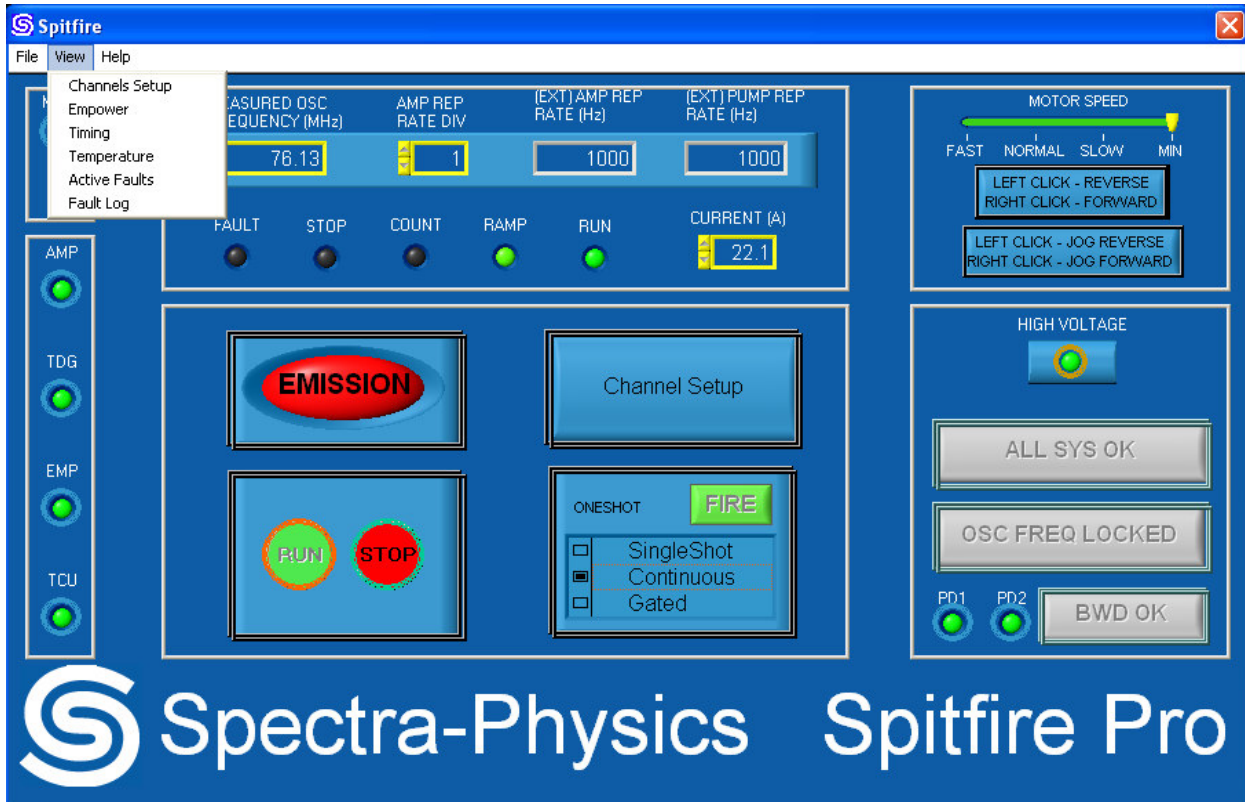 Spitfire
File View Help
Channels Setup
Empower
Timing
Temperature
Active Faults
Fault Log
OSC
(MHz)
76.13
AMP REP
RATE DIV
1
(EXT) AMP REP
RATE (Hz)
1000
(EXT) PUMP REP
RATE (Hz)
1000
FAULT STOP COUNT RAMP RUN
CURRENT (A)
22.1
MOTOR SPEED
FAST NORMAL SLOW MIN
LEFT CLICK - REVERSE
RIGHT CLICK - FORWARD
LEFT CLICK - JOG REVERSE
RIGHT CLICK - JOG FORWARD
AMP
TDG
EMP
TCU
EMISSION
Channel Setup
RUN STOP
ONESHOT FIRE
SingleShot
Continuous
Gated
HIGH VOLTAGE
ALL SYS OK
OSC FREQ LOCKED
PD1 PD2 BWD OK
Spectra-Physics Spitfire Pro